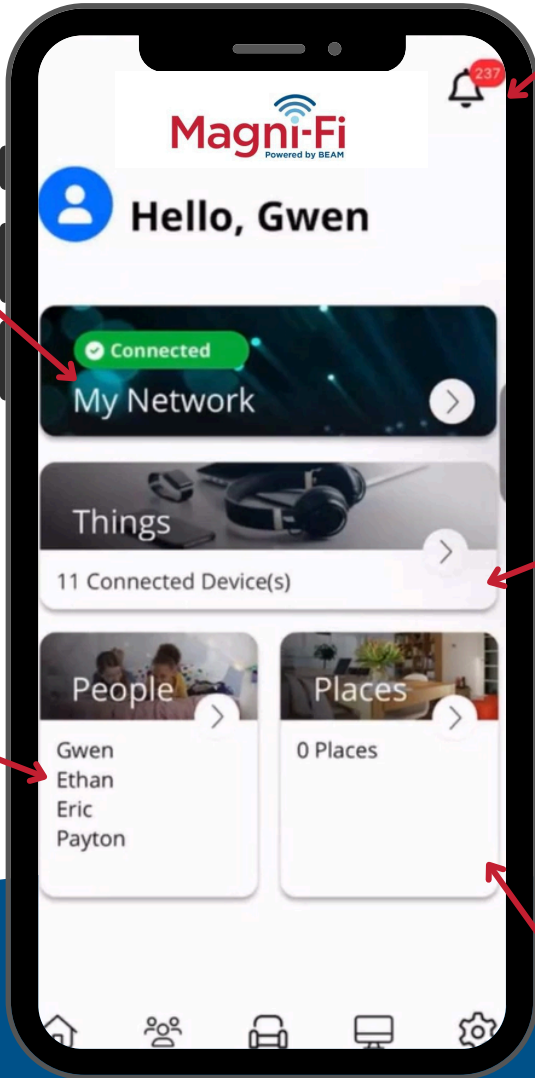 237
Magni-Fi
Powered by BEAM
Hello, Gwen
Connected
My Network
Things
11 Connected Device(s)
People
Gwen
Ethan
Eric
Payton
Places
0 Places